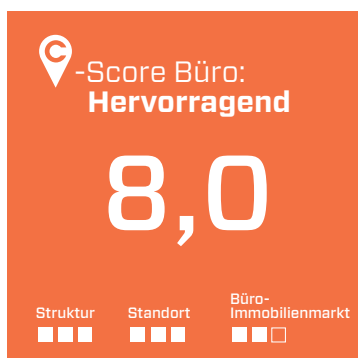 C-Score Büro:
Hervorragend
8,0
Struktur
Standort
Büro-
Immobilienmarkt